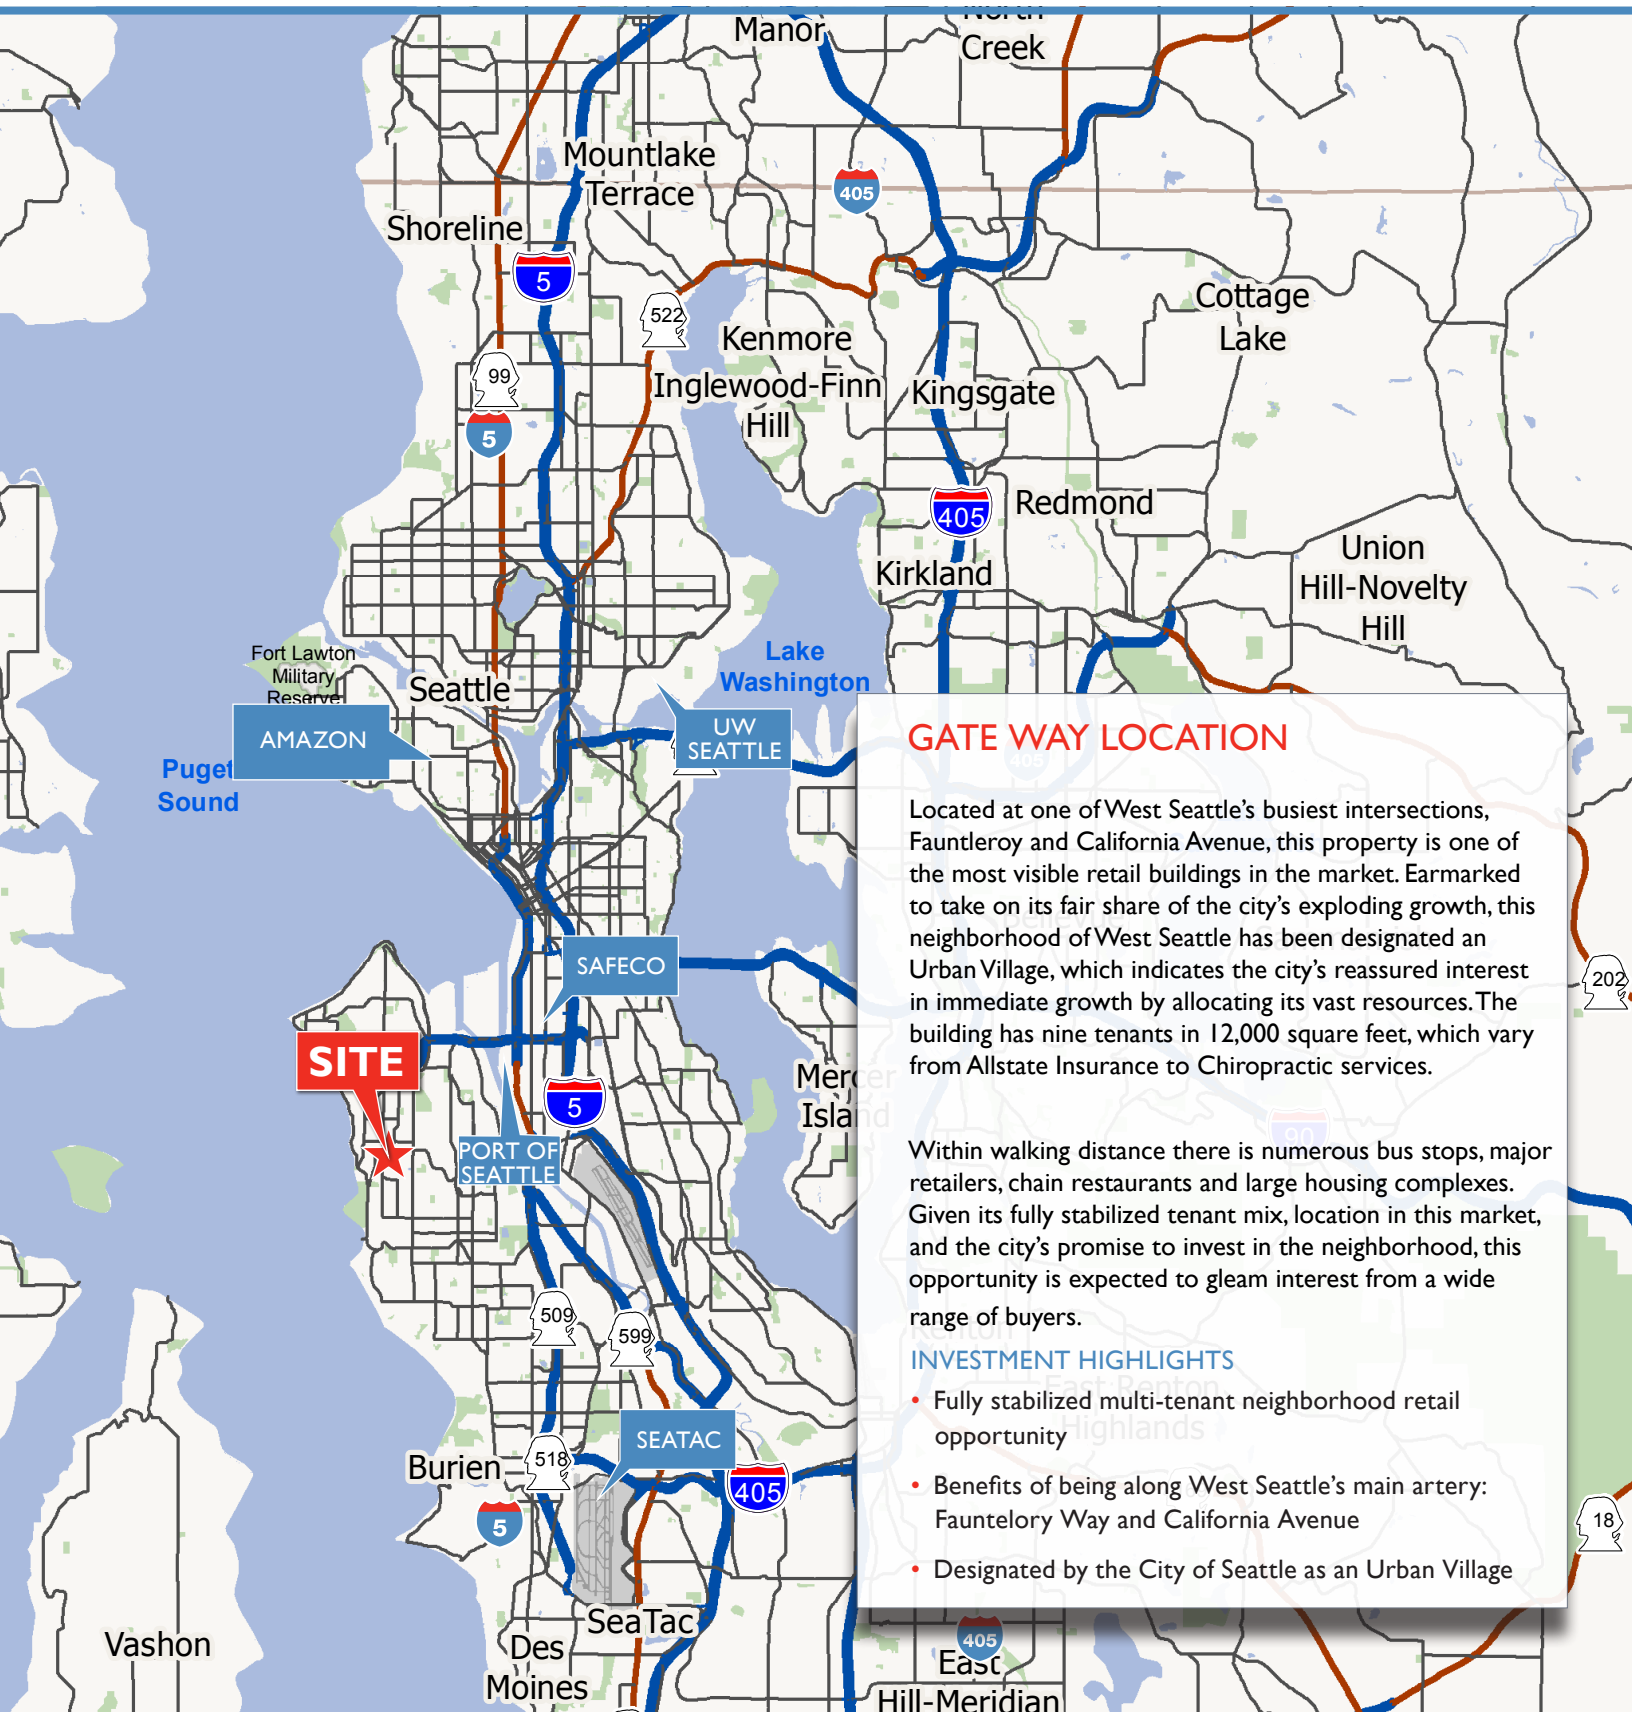 Manor
North
Creek
Mountlake
Terrace
405
Shoreline
5
522
Cottage
Lake
Kenmore
99
Inglewood-Finn
Hill
Kingsgate
5
405
Redmond
Union
Hill-Novelty
Hill
Kirkland
Fort Lawton
Military
Reserve
Lake
Washington
Seattle
AMAZON
UW
SEATTLE
Puget
Sound
GATE WAY LOCATION
405
Located at one of West Seattle's busiest intersections,
Fauntleroy and California Avenue, this property is one of
the most visible retail buildings in the market. Earmarked
to take on its fair share of the city's exploding growth, this
neighborhood of West Seattle has been designated an
Urban Village, which indicates the city's reassured interest
in immediate growth by allocating its vast resources. The
building has nine tenants in 12,000 square feet, which vary
from Allstate Insurance to Chiropractic services.
Bellevue
SAFECO
202
SITE
Mercer
Island
5
90
PORT OF
SEATTLE
Within walking distance there is numerous bus stops, major
retailers, chain restaurants and large housing complexes.
Given its fully stabilized tenant mix, location in this market,
and the city's promise to invest in the neighborhood, this
opportunity is expected to gleam interest from a wide
range of buyers.
Renton
509
599
INVESTMENT HIGHLIGHTS
East Renton
Highlands
• Fully stabilized multi-tenant neighborhood retail
opportunity
• Benefits of being along West Seattle's main artery:
Fauntelory Way and California Avenue
• Designated by the City of Seattle as an Urban Village
SEATAC
Burien
518
405
5
18
SeaTac
Vashon
Des
Moines
405
East
Hill-Meridian